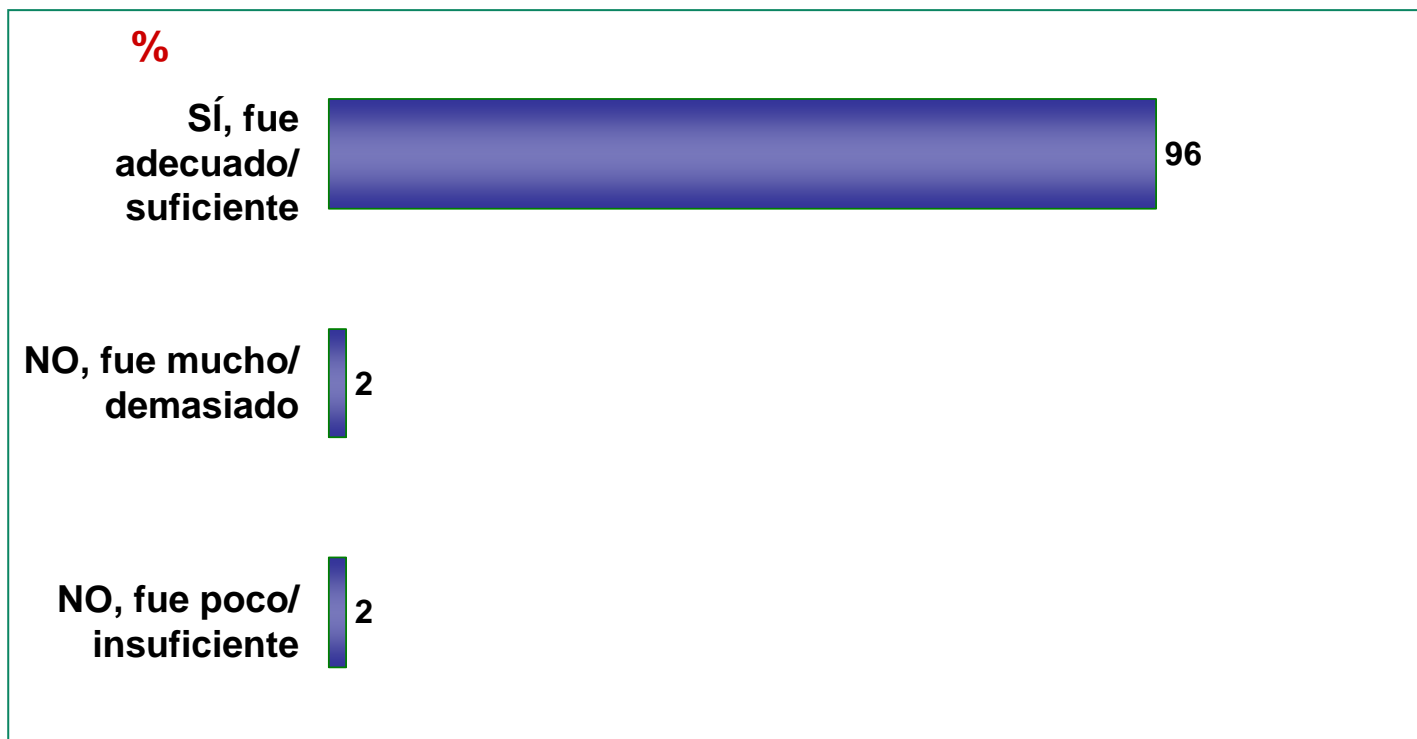 %
SÍ, fue
adecuado/
suficiente
96
NO, fue mucho/
demasiado
2
NO, fue poco/
insuficiente
2